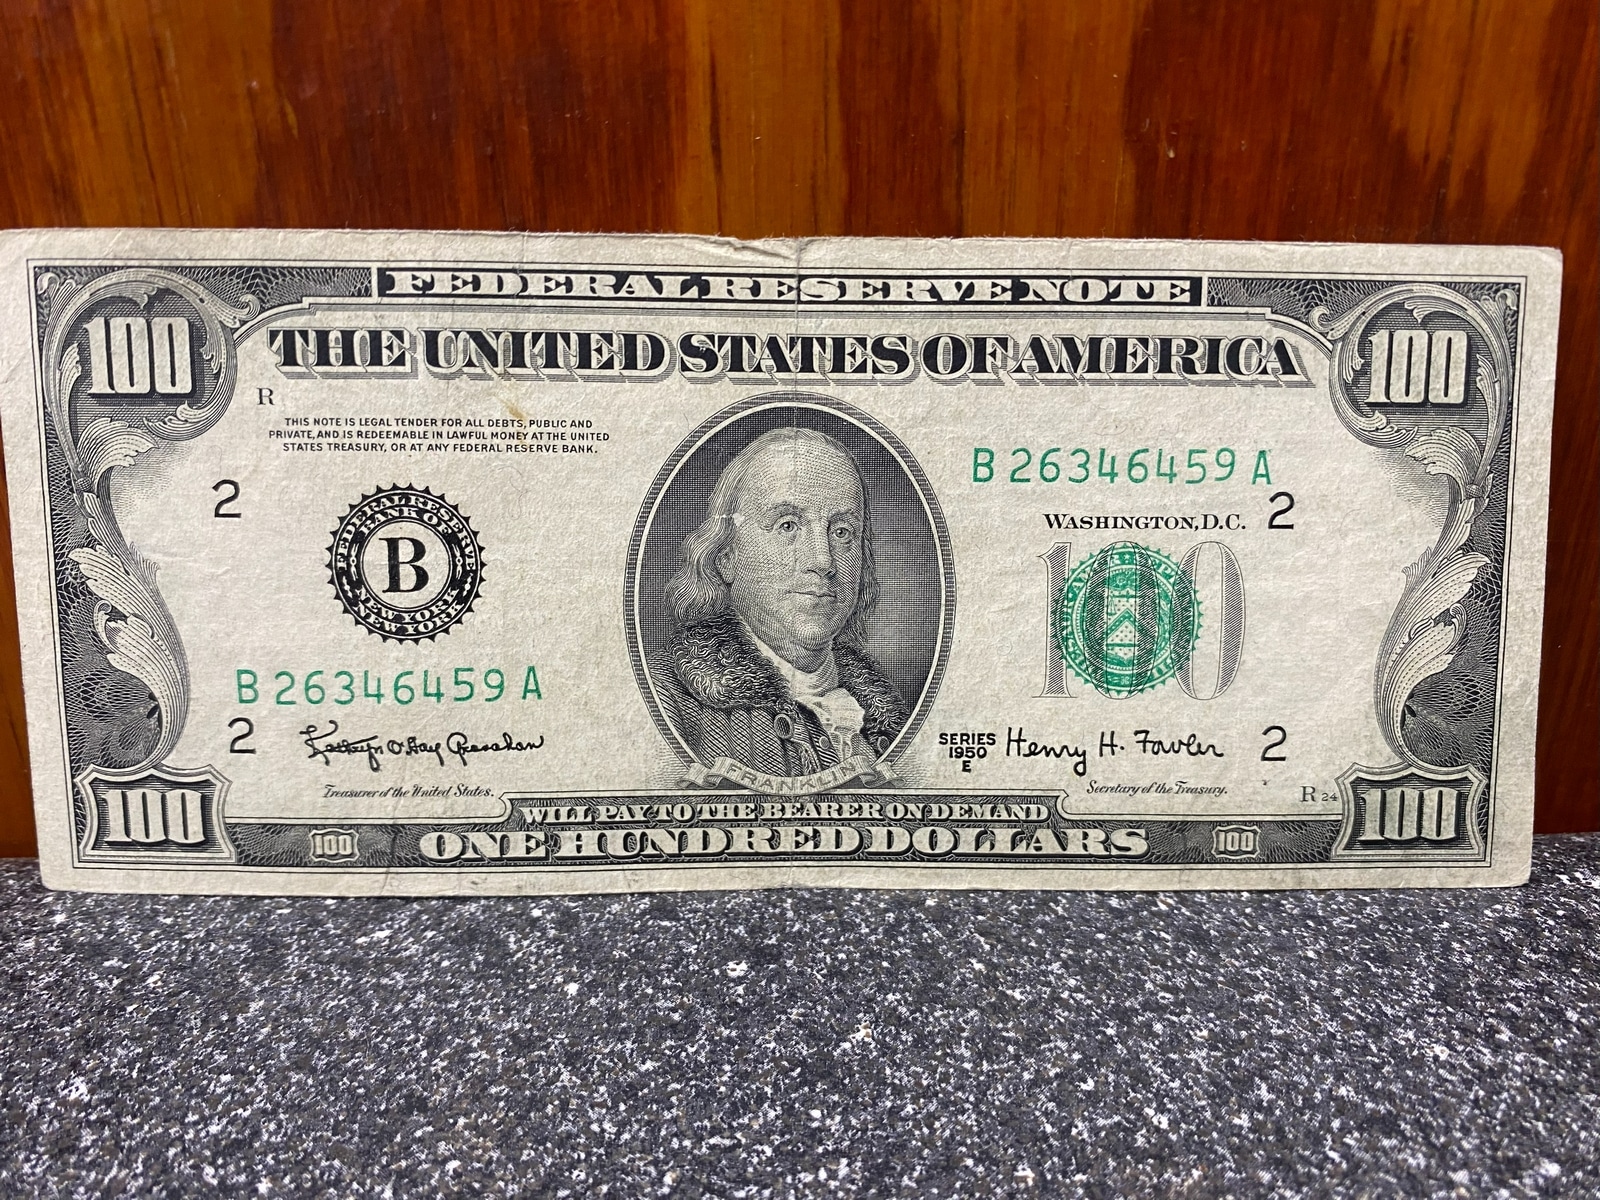 FEDERAL RESERVE NOTE
THE UNITED STATES OF AMERICA
100
100
R
THIS NOTE IS LEGAL TENDER FOR ALL DEBTS, PUBLIC AND
PRIVATE, AND IS REDEEMABLE IN LAWFUL MONEY AT THE UNITED
STATES TREASURY, OR AT ANY FEDERAL RESERVE BANK.
B 26346459 A
2
WASHINGTON, D.C. 2
FEDERAL RESERVE
BANK OF
B
NEW YORK
NEW YORK
100
B 26346459 A
2
Kathryn O'Hay Granahan
Treasurer of the United States.
FRANKLIN
SERIES
1950
E
Henry H. Fowler
2
Secretary of the Treasury.
R 24
WILL PAY TO THE BEARER ON DEMAND
100
100
ONE HUNDRED DOLLARS
100
100